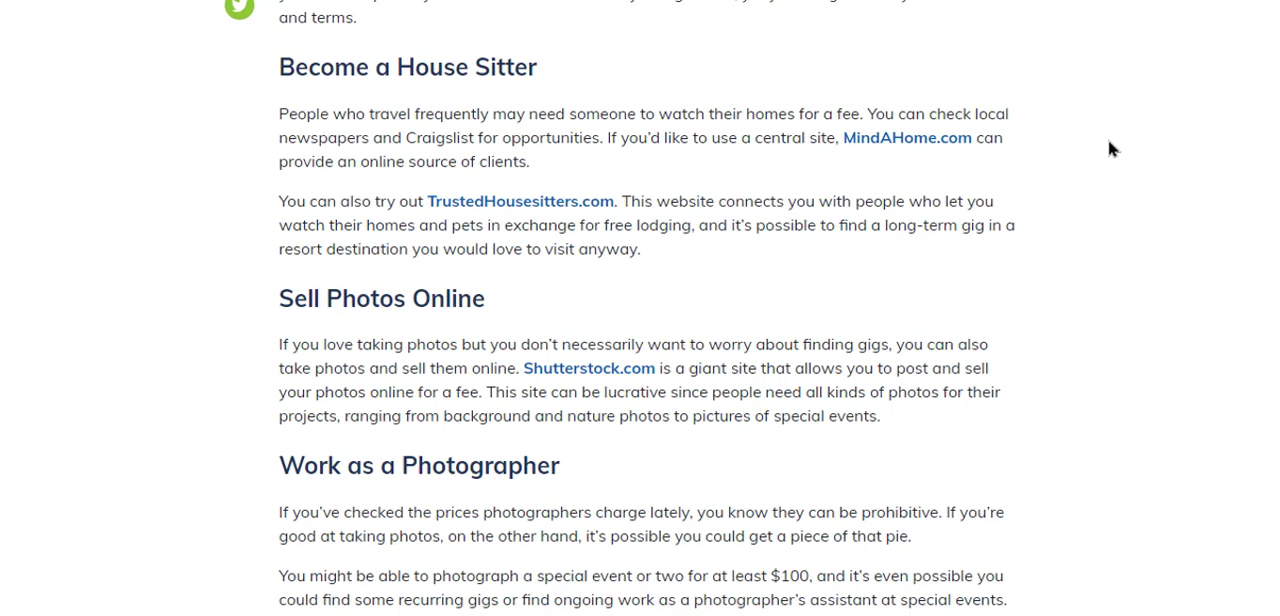 and terms.
Become a House Sitter
People who travel frequently may need someone to watch their homes for a fee. You can check local
newspapers and Craigslist for opportunities. If you’d like to use a central site, MindAHome.com can
provide an online source of clients.
You can also try out TrustedHousesitters.com. This website connects you with people who let you
watch their homes and pets in exchange for free lodging, and it’s possible to find a long-term gig in a
resort destination you would love to visit anyway.
Sell Photos Online
If you love taking photos but you don’t necessarily want to worry about finding gigs, you can also
take photos and sell them online. Shutterstock.com is a giant site that allows you to post and sell
your photos online for a fee. This site can be lucrative since people need all kinds of photos for their
projects, ranging from background and nature photos to pictures of special events.
Work as a Photographer
If you’ve checked the prices photographers charge lately, you know they can be prohibitive. If you’re
good at taking photos, on the other hand, it’s possible you could get a piece of that pie.
You might be able to photograph a special event or two for at least $100, and it’s even possible you
could find some recurring gigs or find ongoing work as a photographer’s assistant at special events.